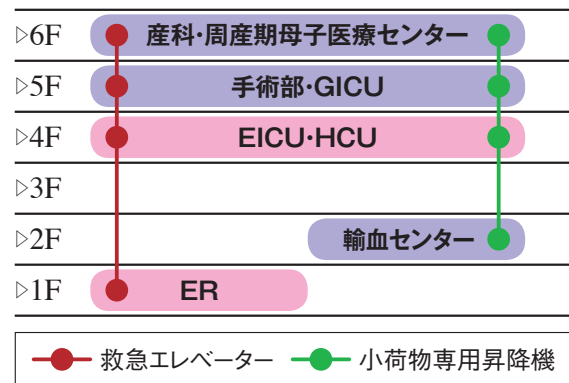 ▷6F 産科・周産期母子医療センター
▷5F 手術部・GICU
▷4F EICU・HCU
▷3F
▷2F 輸血センター
▷1F ER
救急エレベーター 小荷物専用昇降機